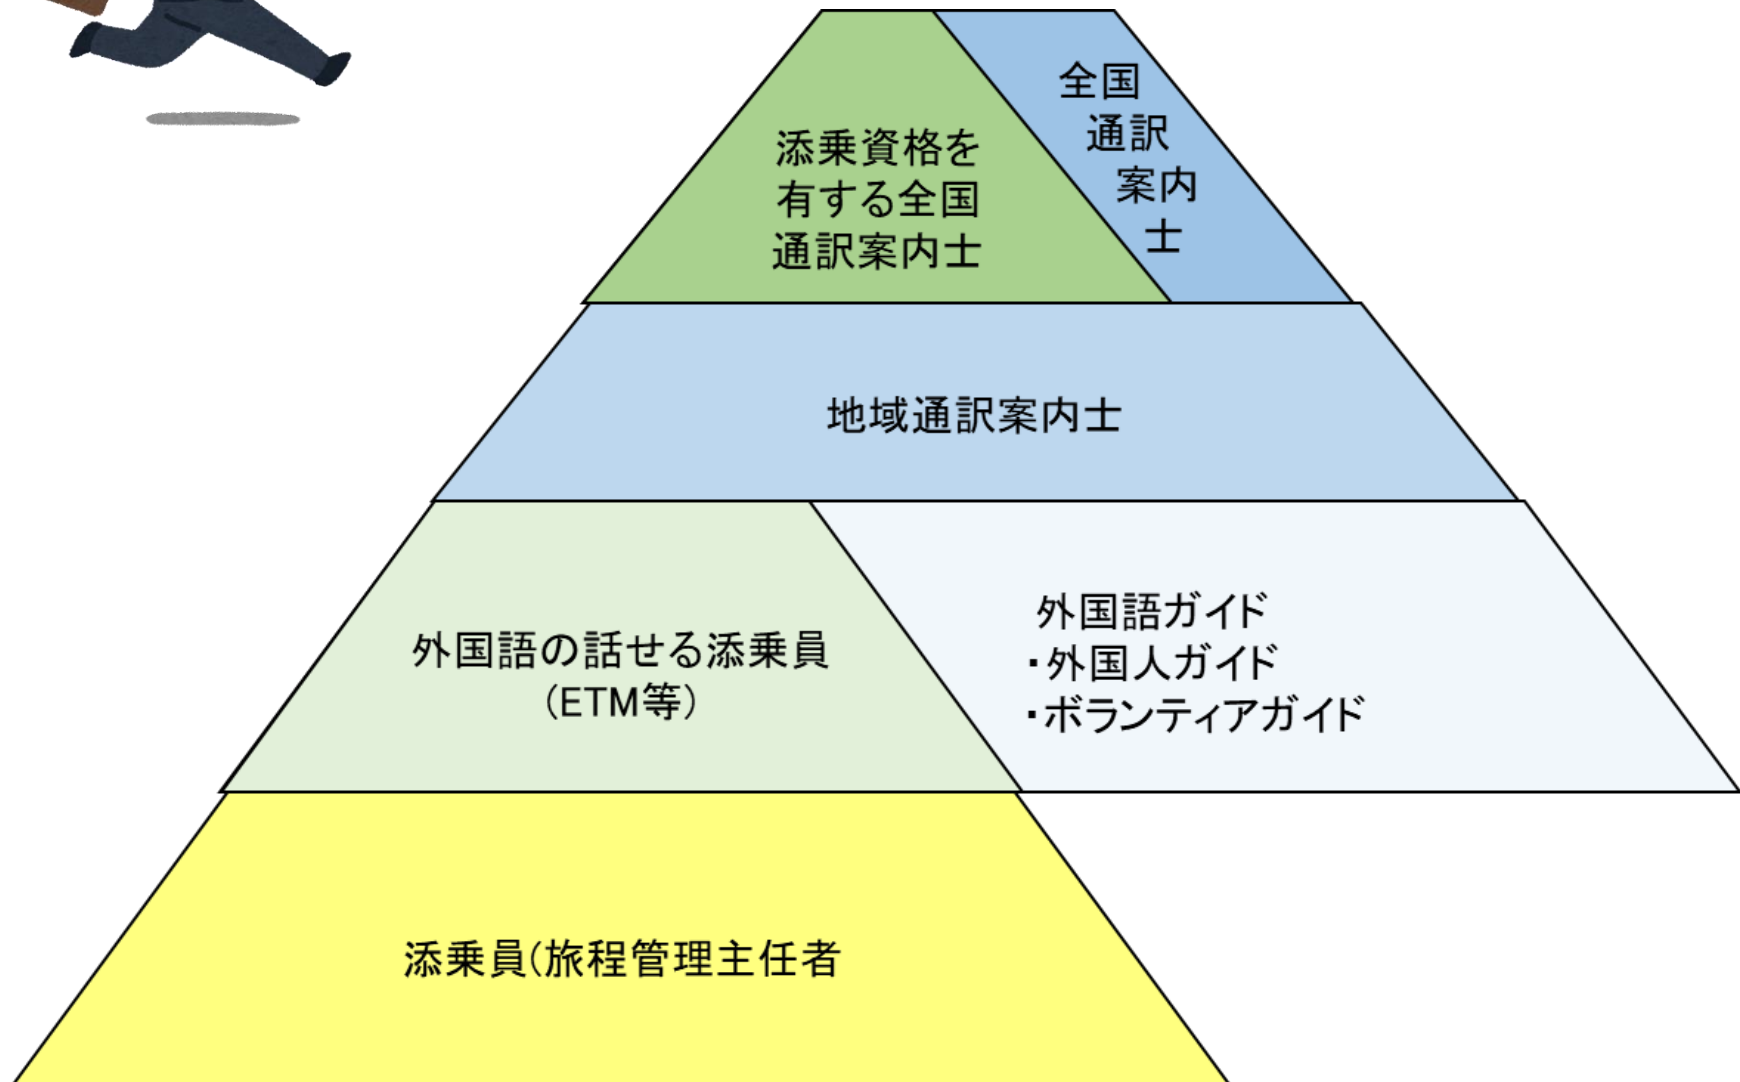 添乗資格を
有する全国
通訳案内士
全国
通訳
案内
士
地域通訳案内士
外国語の話せる添乗員
(ETM等)
外国語ガイド
・外国人ガイド
・ボランティアガイド
添乗員(旅程管理主任者